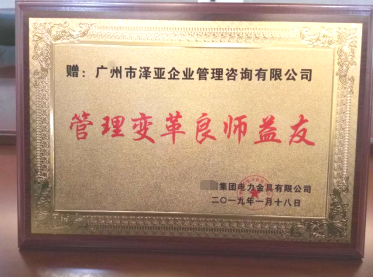 赠：广州市泽亚企业管理咨询有限公司
管理变革良师益友
集团电力金具有限公司
二〇一九年一月十八日